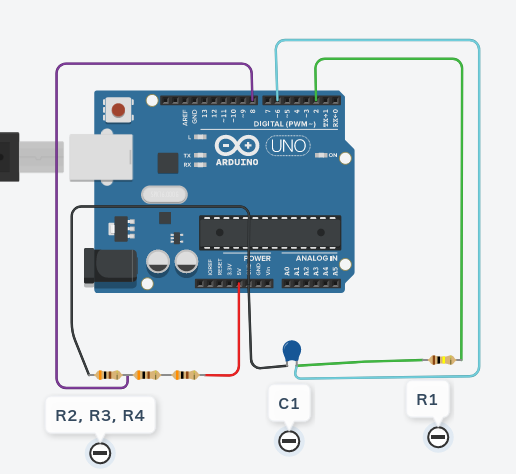 AREF
GND
13
12
~11
~10
~9
8
7
~6
~5
4
~3
2
TX→1
RX←0
DIGITAL (PWM~)
L
TX
RX
ARDUINO
UNO
ON
POWER
ANALOG IN
IOREF
RESET
3.3V
5V
GND
Vin
A0
A1
A2
A3
A4
A5
R2, R3, R4
C1
R1